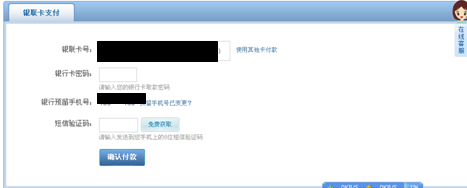 银联卡支付
银联卡号： 使用其他卡付款
银行卡密码：
请输入您的银行卡取款密码
银行预留手机号： 预留手机号已变更？
短信验证码： 免费获取
请输入发送到您手机上的6位短信验证码
确认付款
在线客服
0KB/S 0KB/S